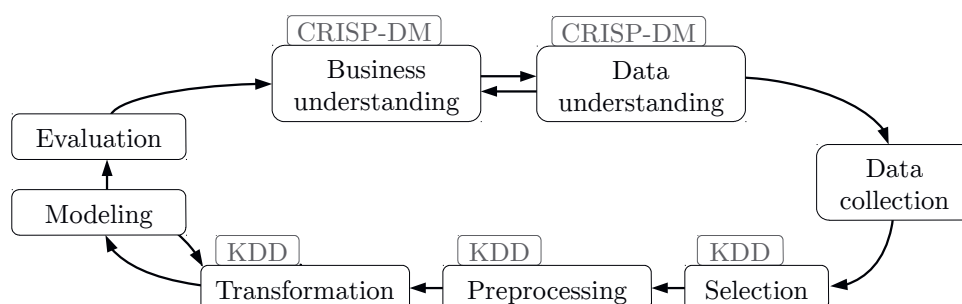 CRISP-DM
Business
understanding
CRISP-DM
Data
understanding
Evaluation
Modeling
Data
collection
KDD
Transformation
KDD
Preprocessing
KDD
Selection